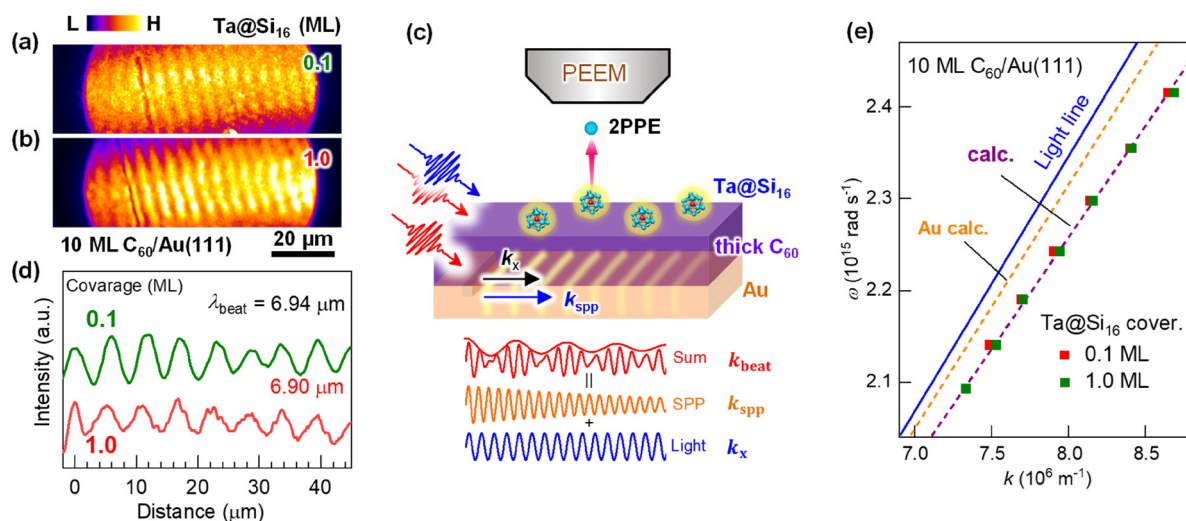 (a)
L H
Ta@Si₁₆ (ML)
0.1
(b)
1.0
10 ML C₆₀/Au(111)
20 μm
(c)
PEEM
2PPE
Ta@Si₁₆
thick C₆₀
kₓ
k_spp
Au
Sum k_beat
||
SPP k_spp
+
Light kₓ
(d)
Covarage (ML)
λ_beat = 6.94 μm
0.1
6.90 μm
1.0
Intensity (a.u.)
0 10 20 30 40
Distance (μm)
(e)
10 ML C₆₀/Au(111)
Light line
calc.
Au calc.
Ta@Si₁₆ cover.
0.1 ML
1.0 ML
ω (10¹⁵ rad s⁻¹)
2.4
2.3
2.2
2.1
7.0 7.5 8.0 8.5
k (10⁶ m⁻¹)